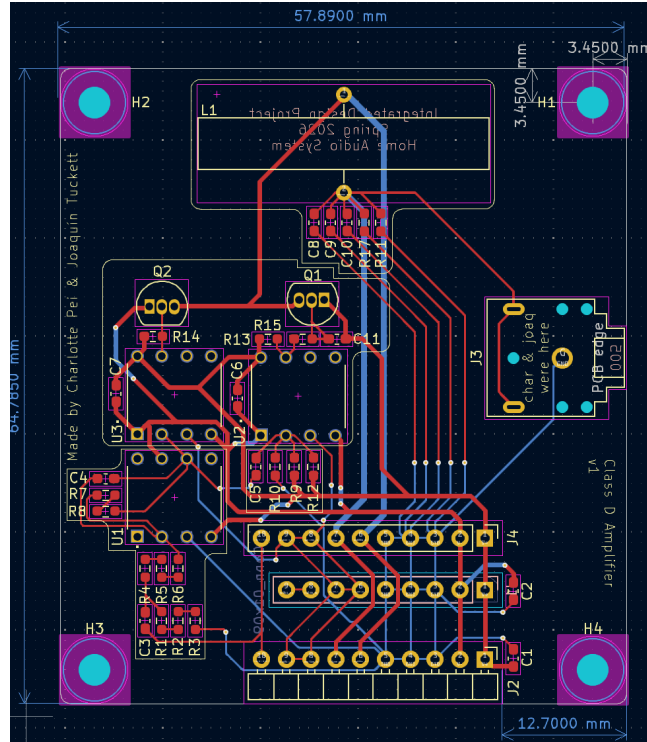 57.8900 mm
3.4500 mm
3.4500 mm
H2
H1
L1
Integrated Design Project
Spring 2026
Home Audio System
Made by Charlotte Pei & Joaquin Tuckett
64.7850 mm
C8
C9
C10
R17
R11
Q2
Q1
R14
R13
R15
C11
C7
C6
U3
U2
J3
char & joaq
were here
PCB edge
C4
R7
R8
U1
C5
R10
R9
R12
Class D Amplifier
v1
J4
R4
R5
R6
C2
C3
R1
R2
R3
C1
J2
H3
H4
12.7000 mm